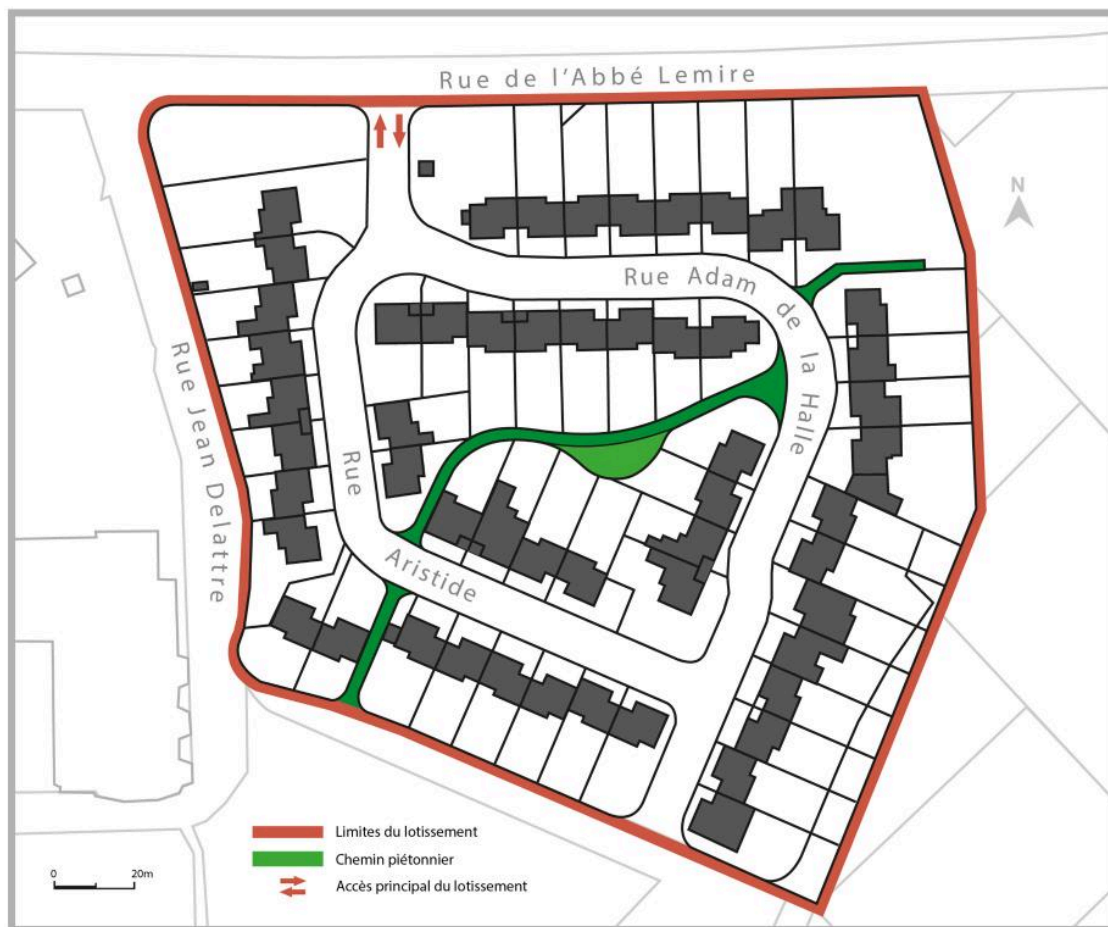 Rue de l'Abbé Lemire
N
Rue Adam de la Halle
Rue Jean Delattre
Rue Aristide
Limites du lotissement
Chemin piétonnier
Accès principal du lotissement
0 20m